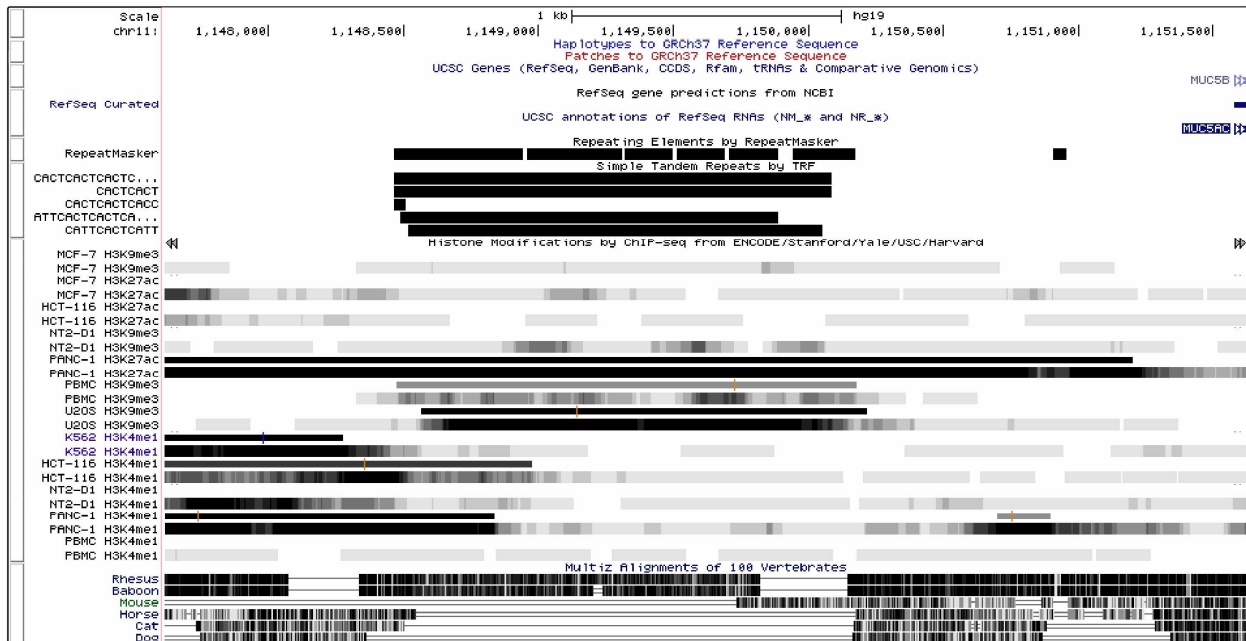 Scale 1 kb hg19
chr11: 1,148,000 1,148,500 1,149,000 1,149,500 1,150,000 1,150,500 1,151,000 1,151,500
Haplotypes to GRCh37 Reference Sequence
Patches to GRCh37 Reference Sequence
UCSC Genes (RefSeq, GenBank, CCDS, Rfam, tRNAs & Comparative Genomics)
MUC5B
RefSeq gene predictions from NCBI
RefSeq Curated
UCSC annotations of RefSeq RNAs (NM_* and NR_*)
MUC5AC
Repeating Elements by RepeatMasker
RepeatMasker
Simple Tandem Repeats by TRF
CACTCACTCACTC...
CACTCACT
CACTCACTCACC
ATTCACTCACTCA...
CATTCACTCATT
Histone Modifications by ChIP-seq from ENCODE/Stanford/Yale/USC/Harvard
MCF-7 H3K9me3
MCF-7 H3K9me3
MCF-7 H3K27ac
MCF-7 H3K27ac
HCT-116 H3K27ac
HCT-116 H3K27ac
NT2-D1 H3K9me3
NT2-D1 H3K9me3
PANC-1 H3K27ac
PANC-1 H3K27ac
PBMC H3K9me3
PBMC H3K9me3
U2OS H3K9me3
U2OS H3K9me3
K562 H3K4me1
K562 H3K4me1
HCT-116 H3K4me1
HCT-116 H3K4me1
NT2-D1 H3K4me1
NT2-D1 H3K4me1
PANC-1 H3K4me1
PANC-1 H3K4me1
PBMC H3K4me1
PBMC H3K4me1
Multiz Alignments of 100 Vertebrates
Rhesus
Baboon
Mouse
Horse
Cat
Dog